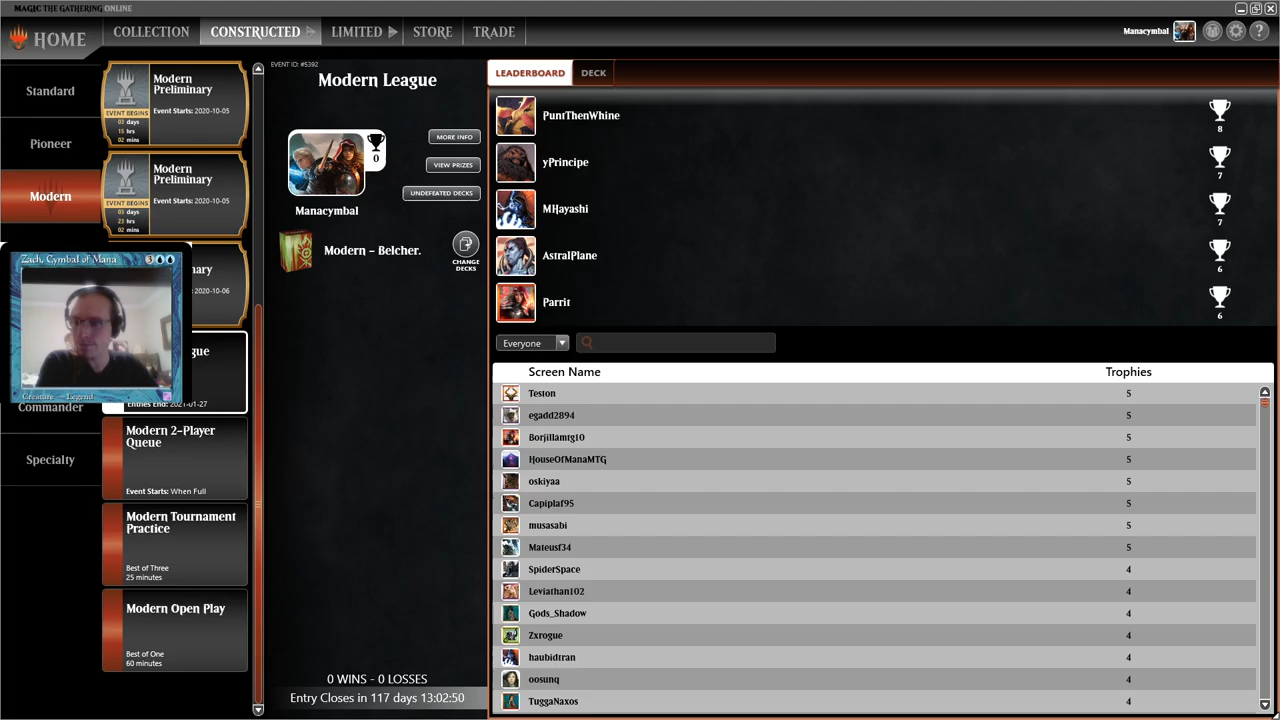 MAGIC THE GATHERING ONLINE
HOME
COLLECTION
CONSTRUCTED
LIMITED
STORE
TRADE
Manacymbal
Standard
Pioneer
Modern
Commander
Specialty
Modern
Preliminary
Event Starts: 2020-10-05
EVENT BEGINS
03 days
15 hrs
02 mins
Modern
Preliminary
Event Starts: 2020-10-05
EVENT BEGINS
03 days
23 hrs
02 mins
nary
2020-10-06
gue
Entries End: 2021-01-27
Zach, Cymbal of Mana
3
Creature — Legend
Modern 2-Player
Queue
Event Starts: When Full
Modern Tournament
Practice
Best of Three
25 minutes
Modern Open Play
Best of One
60 minutes
EVENT ID: #5392
Modern League
0
MORE INFO
VIEW PRIZES
UNDEFEATED DECKS
Manacymbal
Modern - Belcher.
CHANGE
DECKS
0 WINS - 0 LOSSES
Entry Closes in 117 days 13:02:50
LEADERBOARD
DECK
PuntThenWhine
8
yPrincipe
7
MHayashi
7
AstralPlane
6
Parrit
6
Everyone
Screen Name Trophies
Teston 5
egadd2894 5
Borjillamtg10 5
HouseOfManaMTG 5
oskiyaa 5
Capiplaf95 5
musasabi 5
Mateusf34 5
SpiderSpace 4
Leviathan102 4
Gods_Shadow 4
Zxrogue 4
haubidtran 4
oosunq 4
TuggaNaxos 4